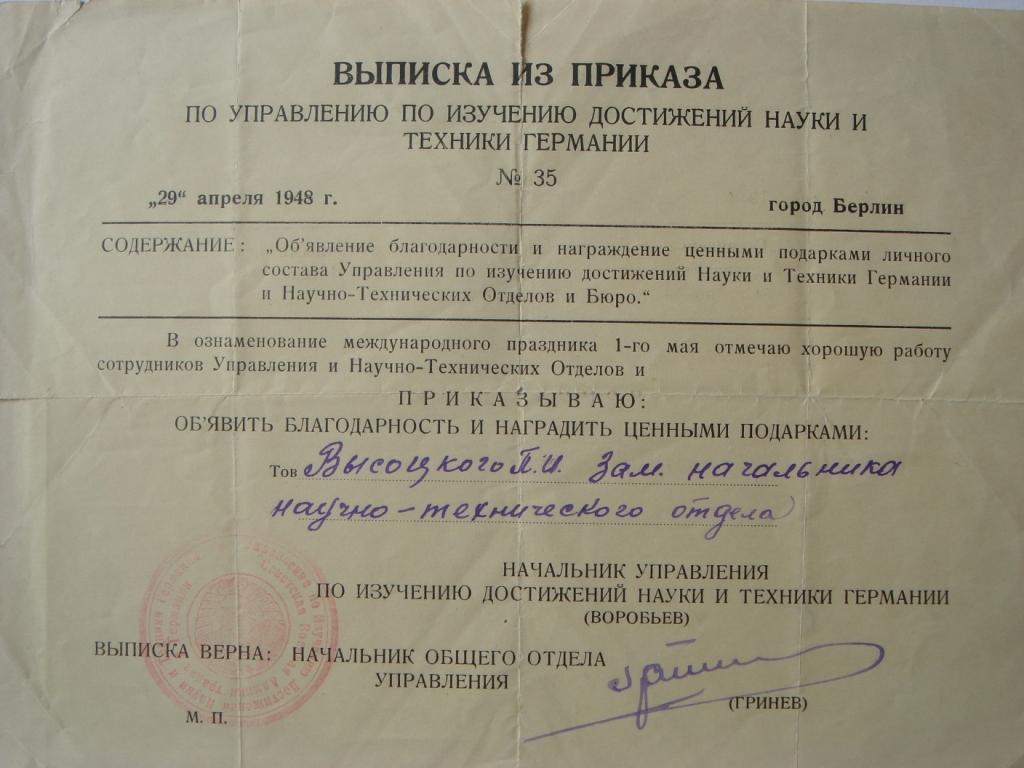 ВЫПИСКА ИЗ ПРИКАЗА
ПО УПРАВЛЕНИЮ ПО ИЗУЧЕНИЮ ДОСТИЖЕНИЙ НАУКИ И
ТЕХНИКИ ГЕРМАНИИ
№ 35
„29“ апреля 1948 г. город Берлин
СОДЕРЖАНИЕ: „Об'явление благодарности и награждение ценными подарками личного
состава Управления по изучению достижений Науки и Техники Германии
и Научно-Технических Отделов и Бюро.“
В ознаменование международного праздника 1-го мая отмечаю хорошую работу
сотрудников Управления и Научно-Технических Отделов и
ПРИКАЗЫВАЮ:
ОБ'ЯВИТЬ БЛАГОДАРНОСТЬ И НАГРАДИТЬ ЦЕННЫМИ ПОДАРКАМИ:
Тов Высоцкого П.И. Зам. начальника
научно-технического отдела
НАЧАЛЬНИК УПРАВЛЕНИЯ
ПО ИЗУЧЕНИЮ ДОСТИЖЕНИЙ НАУКИ И ТЕХНИКИ ГЕРМАНИИ
(ВОРОБЬЕВ)
ВЫПИСКА ВЕРНА: НАЧАЛЬНИК ОБЩЕГО ОТДЕЛА
УПРАВЛЕНИЯ
(ГРИНЕВ)
М. П.